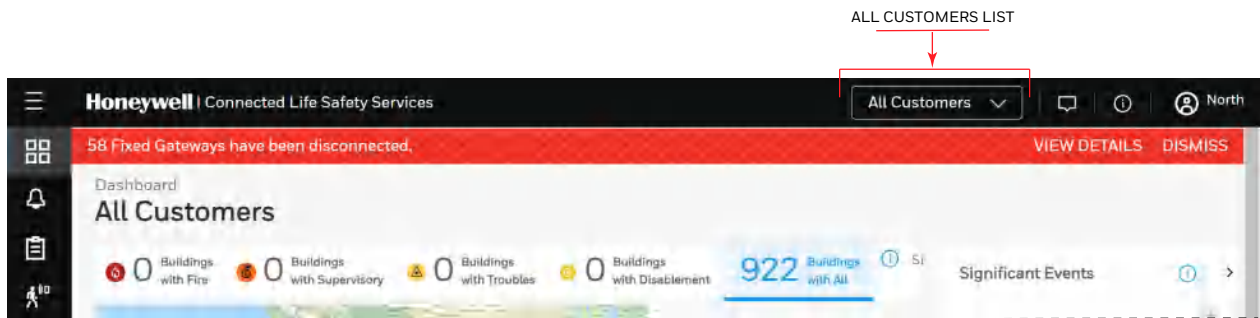 ALL CUSTOMERS LIST
Honeywell | Connected Life Safety Services
All Customers
North
58 Fixed Gateways have been disconnected.
VIEW DETAILS DISMISS
Dashboard
All Customers
0 Buildings with Fire
0 Buildings with Supervisory
0 Buildings with Troubles
0 Buildings with Disablement
922 Buildings with All
Si
Significant Events